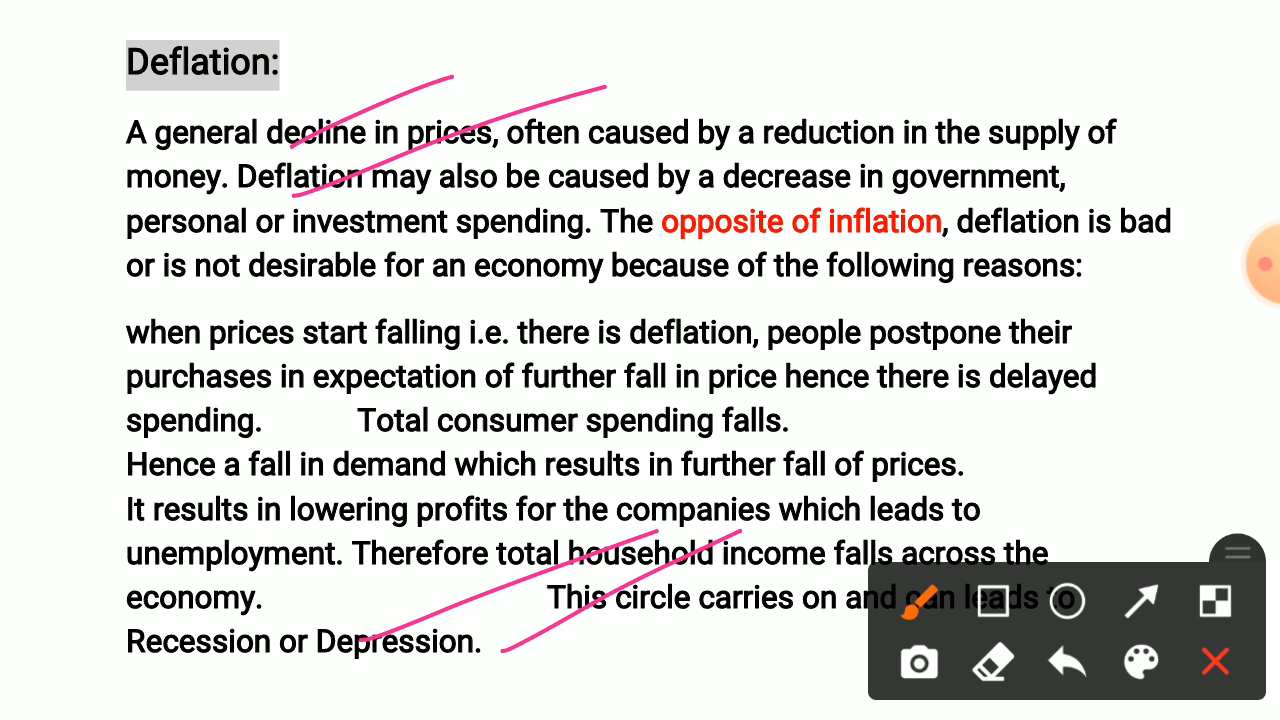 Deflation:
A general decline in prices, often caused by a reduction in the supply of
money. Deflation may also be caused by a decrease in government,
personal or investment spending. The opposite of inflation, deflation is bad
or is not desirable for an economy because of the following reasons:
when prices start falling i.e. there is deflation, people postpone their
purchases in expectation of further fall in price hence there is delayed
spending. Total consumer spending falls.
Hence a fall in demand which results in further fall of prices.
It results in lowering profits for the companies which leads to
unemployment. Therefore total household income falls across the
economy. This circle carries on and can leads to
Recession or Depression.